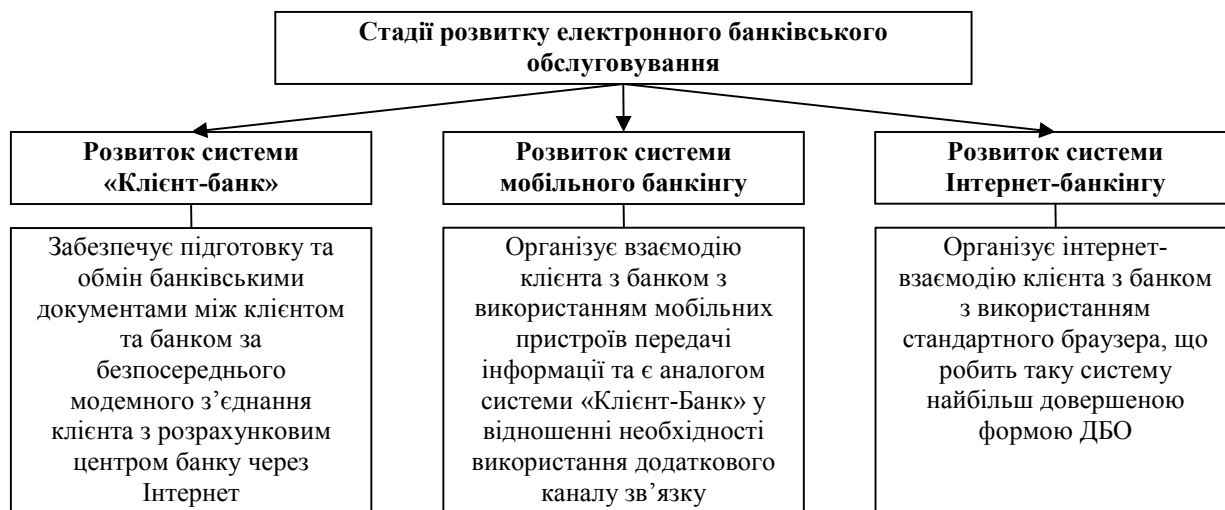 Стадії розвитку електронного банківського
обслуговування
Розвиток системи
«Клієнт-банк»
Забезпечує підготовку та
обмін банківськими
документами між клієнтом
та банком за
безпосереднього
модемного з’єднання
клієнта з розрахунковим
центром банку через
Інтернет
Розвиток системи
мобільного банкінгу
Організує взаємодію
клієнта з банком з
використанням мобільних
пристроїв передачі
інформації та є аналогом
системи «Клієнт-Банк» у
відношенні необхідності
використання додаткового
каналу зв’язку
Розвиток системи
Інтернет-банкінгу
Організує інтернет-
взаємодію клієнта з банком
з використанням
стандартного браузера, що
робить таку систему
найбільш довершеною
формою ДБО